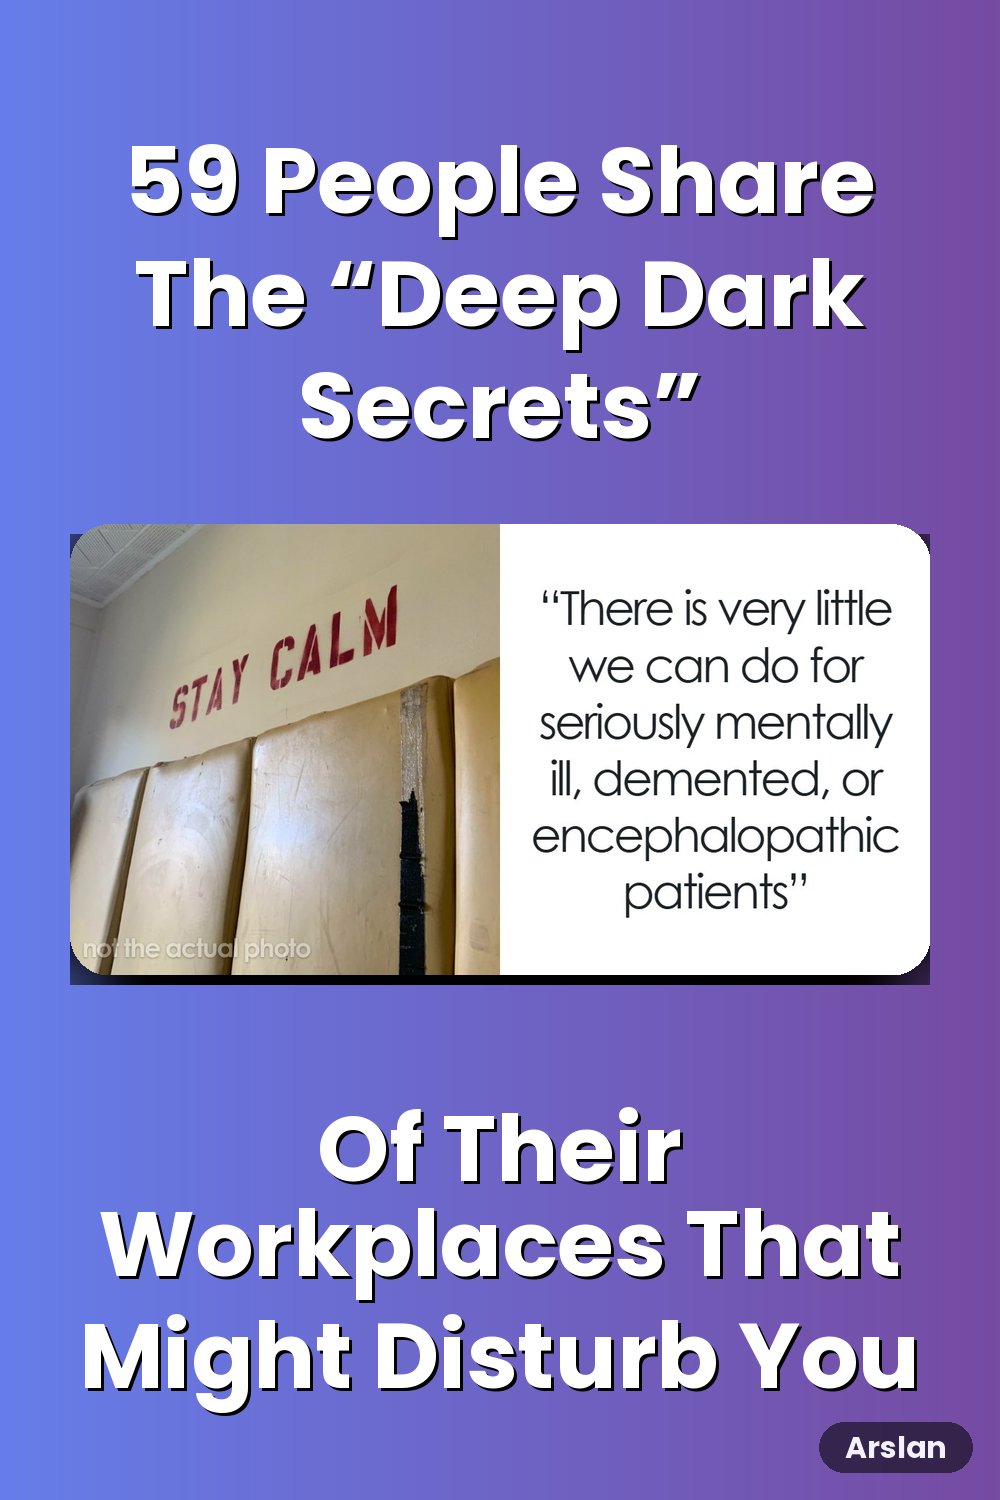 59 People Share
The “Deep Dark
Secrets”
STAY CALM
not the actual photo
“There is very little
we can do for
seriously mentally
ill, demented, or
encephalopathic
patients”
Of Their
Workplaces That
Might Disturb You
Arslan